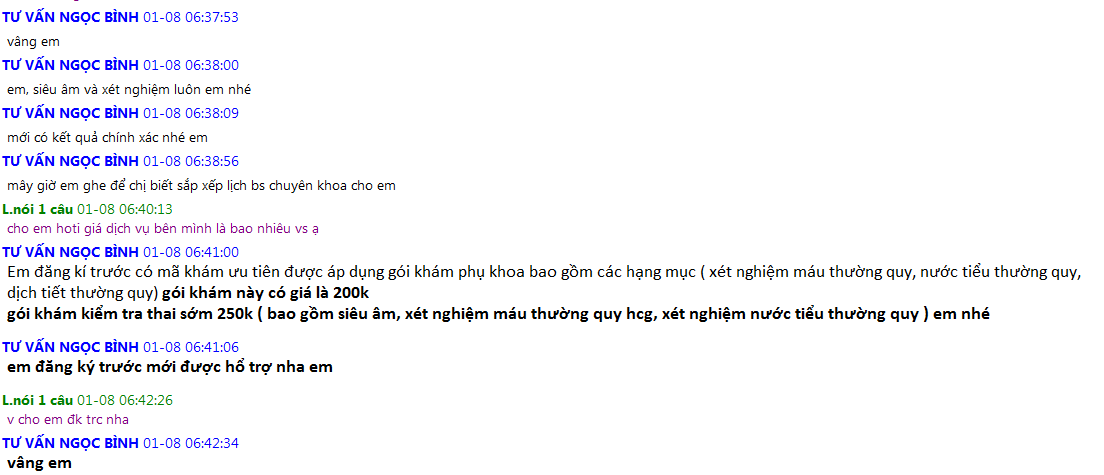 TƯ VẤN NGỌC BÌNH 01-08 06:37:53
vâng em
TƯ VẤN NGỌC BÌNH 01-08 06:38:00
em, siêu âm và xét nghiệm luôn em nhé
TƯ VẤN NGỌC BÌNH 01-08 06:38:09
mới có kết quả chính xác nhé em
TƯ VẤN NGỌC BÌNH 01-08 06:38:56
mây giờ em ghe để chị biết sắp xếp lịch bs chuyên khoa cho em
L.nói 1 câu 01-08 06:40:13
cho em hoti giá dịch vụ bên mình là bao nhiêu vs ạ
TƯ VẤN NGỌC BÌNH 01-08 06:41:00
Em đăng kí trước có mã khám ưu tiên được áp dụng gói khám phụ khoa bao gồm các hạng mục ( xét nghiệm máu thường quy, nước tiểu thường quy,
dịch tiết thường quy) gói khám này có giá là 200k
gói khám kiểm tra thai sớm 250k ( bao gồm siêu âm, xét nghiệm máu thường quy hcg, xét nghiệm nước tiểu thường quy ) em nhé
TƯ VẤN NGỌC BÌNH 01-08 06:41:06
em đăng ký trước mới được hổ trợ nha em
L.nói 1 câu 01-08 06:42:26
v cho em đk trc nha
TƯ VẤN NGỌC BÌNH 01-08 06:42:34
vâng em